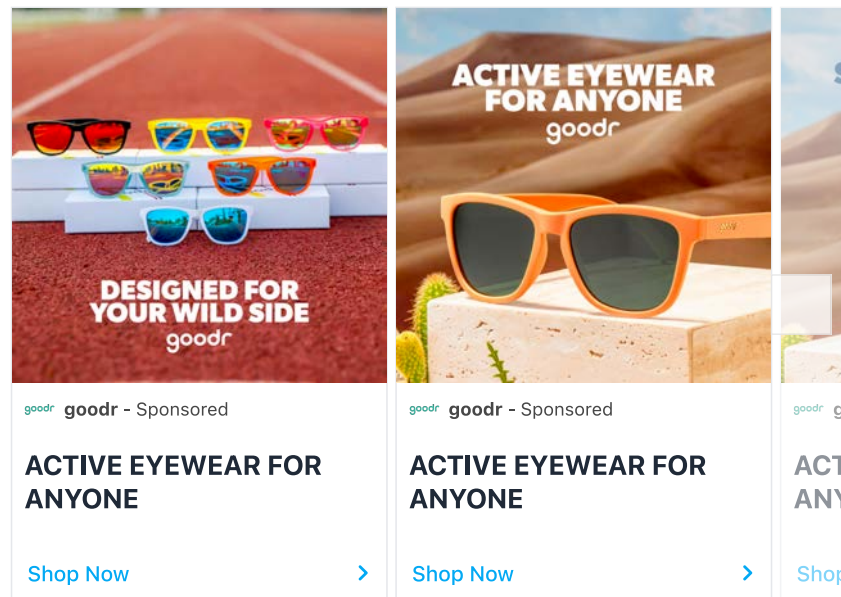 DESIGNED FOR
YOUR WILD SIDE
goodr
goodr goodr - Sponsored
ACTIVE EYEWEAR FOR
ANYONE
Shop Now
ACTIVE EYEWEAR
FOR ANYONE
goodr
goodr goodr - Sponsored
ACTIVE EYEWEAR FOR
ANYONE
Shop Now
goodr